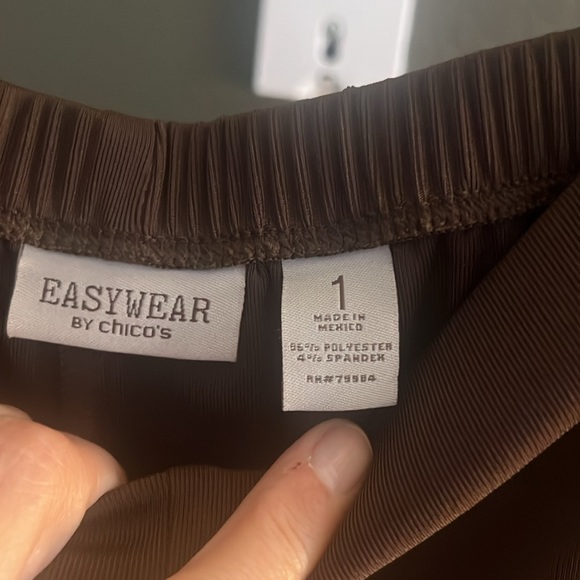 EASYWEAR
BY CHICO'S
1
MADE IN
MEXICO
96% POLYESTER
4% SPANDEX
RN#79984